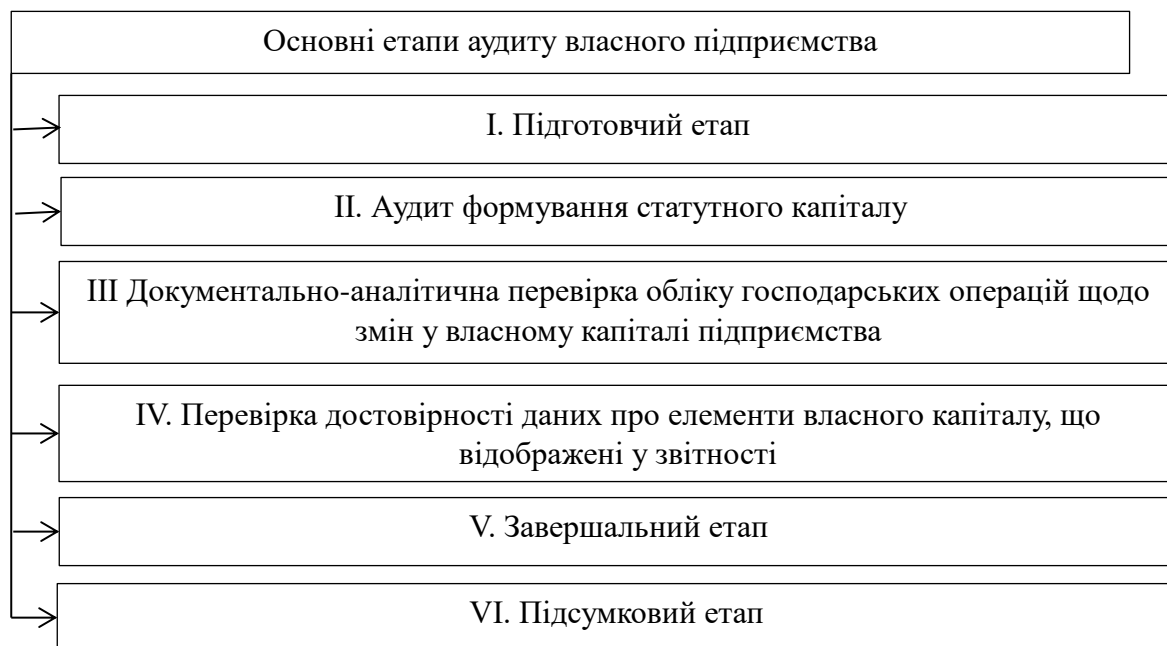 Основні етапи аудиту власного підприємства
І. Підготовчий етап
ІІ. Аудит формування статутного капіталу
ІІІ Документально-аналітична перевірка обліку господарських операцій щодо
змін у власному капіталі підприємства
IV. Перевірка достовірності даних про елементи власного капіталу, що
відображені у звітності
V. Завершальний етап
VI. Підсумковий етап